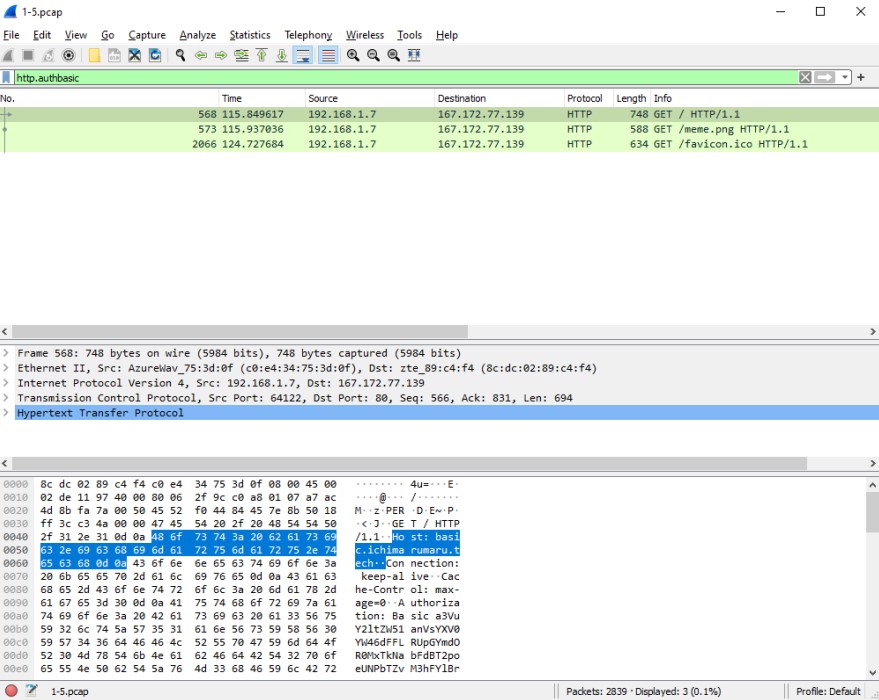 1-5.pcap
File Edit View Go Capture Analyze Statistics Telephony Wireless Tools Help
http.authbasic
No. Time Source Destination Protocol Length Info
568 115.849617 192.168.1.7 167.172.77.139 HTTP 748 GET / HTTP/1.1
573 115.937036 192.168.1.7 167.172.77.139 HTTP 588 GET /meme.png HTTP/1.1
2066 124.727684 192.168.1.7 167.172.77.139 HTTP 634 GET /favicon.ico HTTP/1.1
Frame 568: 748 bytes on wire (5984 bits), 748 bytes captured (5984 bits)
Ethernet II, Src: AzureWav_75:3d:0f (c0:e4:34:75:3d:0f), Dst: zte_89:c4:f4 (8c:dc:02:89:c4:f4)
Internet Protocol Version 4, Src: 192.168.1.7, Dst: 167.172.77.139
Transmission Control Protocol, Src Port: 64122, Dst Port: 80, Seq: 566, Ack: 831, Len: 694
Hypertext Transfer Protocol
0000 8c dc 02 89 c4 f4 c0 e4 34 75 3d 0f 08 00 45 00 ········ 4u=···E·
0010 02 de 11 97 40 00 80 06 2f 9c c0 a8 01 07 a7 ac ····@··· /·······
0020 4d 8b fa 7a 00 50 45 52 f0 44 84 45 7e 8b 50 18 M··z·PER ·D·E~·P·
0030 ff 3c c3 4a 00 00 47 45 54 20 2f 20 48 54 54 50 ·<·J··GE T / HTTP
0040 2f 31 2e 31 0d 0a 48 6f 73 74 3a 20 62 61 73 69 /1.1··Ho st: basi
0050 63 2e 69 63 68 69 6d 61 72 75 6d 61 72 75 2e 74 c.ichima rumaru.t
0060 65 63 68 0d 0a 43 6f 6e 6e 65 63 74 69 6f 6e 3a ech··Con nection:
0070 20 6b 65 65 70 2d 61 6c 69 76 65 0d 0a 43 61 63 keep-al ive··Cac
0080 68 65 2d 43 6f 6e 74 72 6f 6c 3a 20 6d 61 78 2d he-Contr ol: max-
0090 61 67 65 3d 30 0d 0a 41 75 74 68 6f 72 69 7a 61 age=0··A uthoriza
00a0 74 69 6f 6e 3a 20 42 61 73 69 63 20 61 33 56 75 tion: Ba sic a3Vu
00b0 59 32 6c 74 5a 57 35 31 61 6e 56 73 59 58 56 30 Y2ltZW51 anVsYXV0
00c0 59 57 34 36 64 46 4c 52 55 70 47 59 6d 64 4f YW46dFFL RUpGYmdO
00d0 52 30 4d 78 54 6b 4e 61 62 46 64 42 54 32 70 6f R0MxTkNa bFdBT2po
00e0 65 55 4e 50 62 54 5a 76 4d 33 68 46 59 6c 42 72 eUNPbTZv M3hFYlBr
1-5.pcap Packets: 2839 · Displayed: 3 (0.1%) Profile: Default